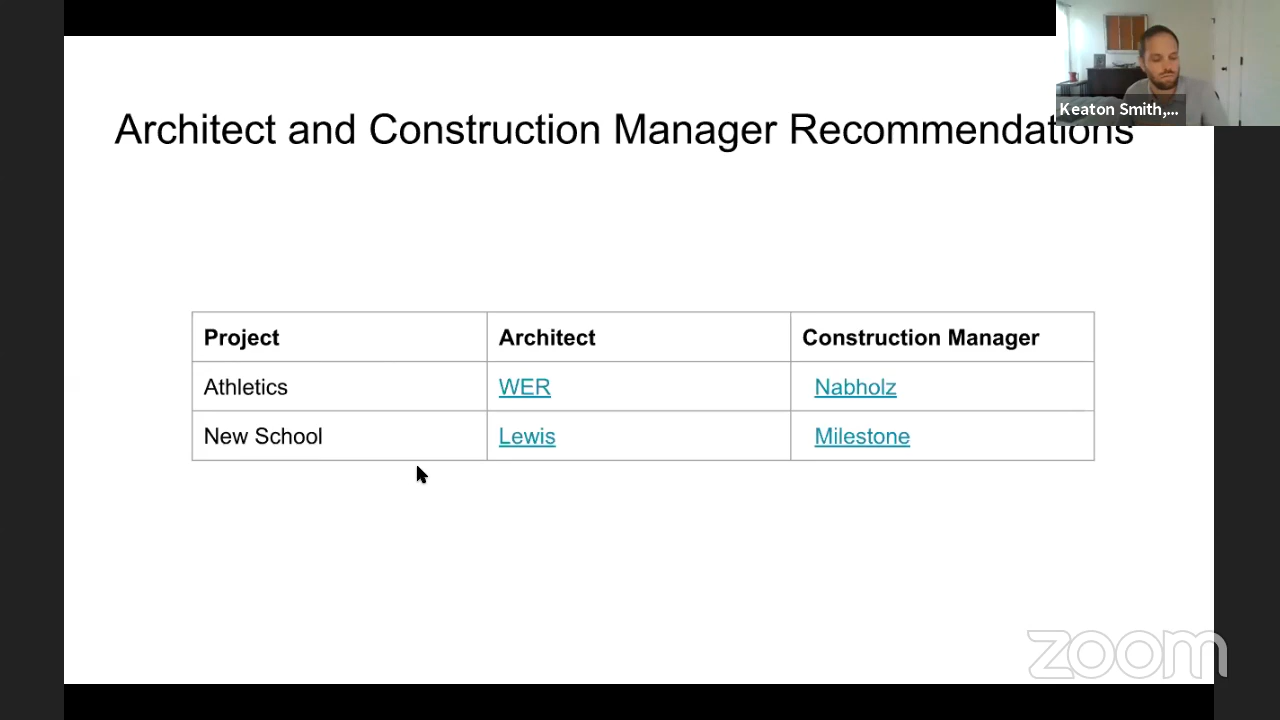 Keaton Smith,...
Architect and Construction Manager Recommendations
Project Architect Construction Manager
Athletics WER Nabholz
New School Lewis Milestone
zoom